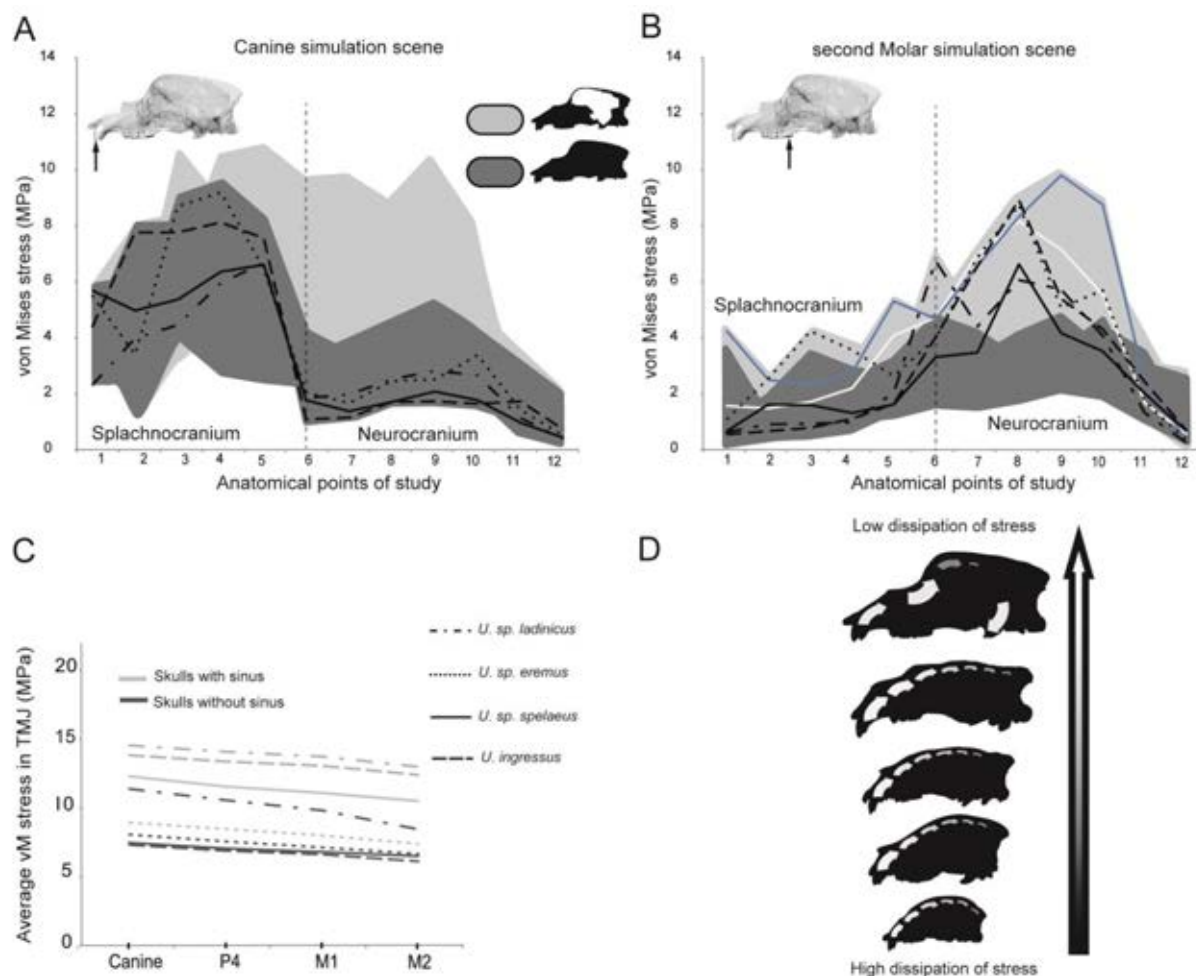 A
Canine simulation scene
14
12
10
8
6
4
2
0
von Mises stress (MPa)
Splachnocranium
Neurocranium
1 2 3 4 5 6 7 8 9 10 11 12
Anatomical points of study
B
second Molar simulation scene
14
12
10
8
6
4
2
0
von Mises stress (MPa)
Splachnocranium
Neurocranium
1 2 3 4 5 6 7 8 9 10 11 12
Anatomical points of study
C
20
15
10
5
0
Average vM stress in TMJ (MPa)
Skulls with sinus
Skulls without sinus
U. sp. ladinicus
U. sp. eremus
U. sp. spelaeus
U. ingressus
Canine P4 M1 M2
D
Low dissipation of stress
High dissipation of stress